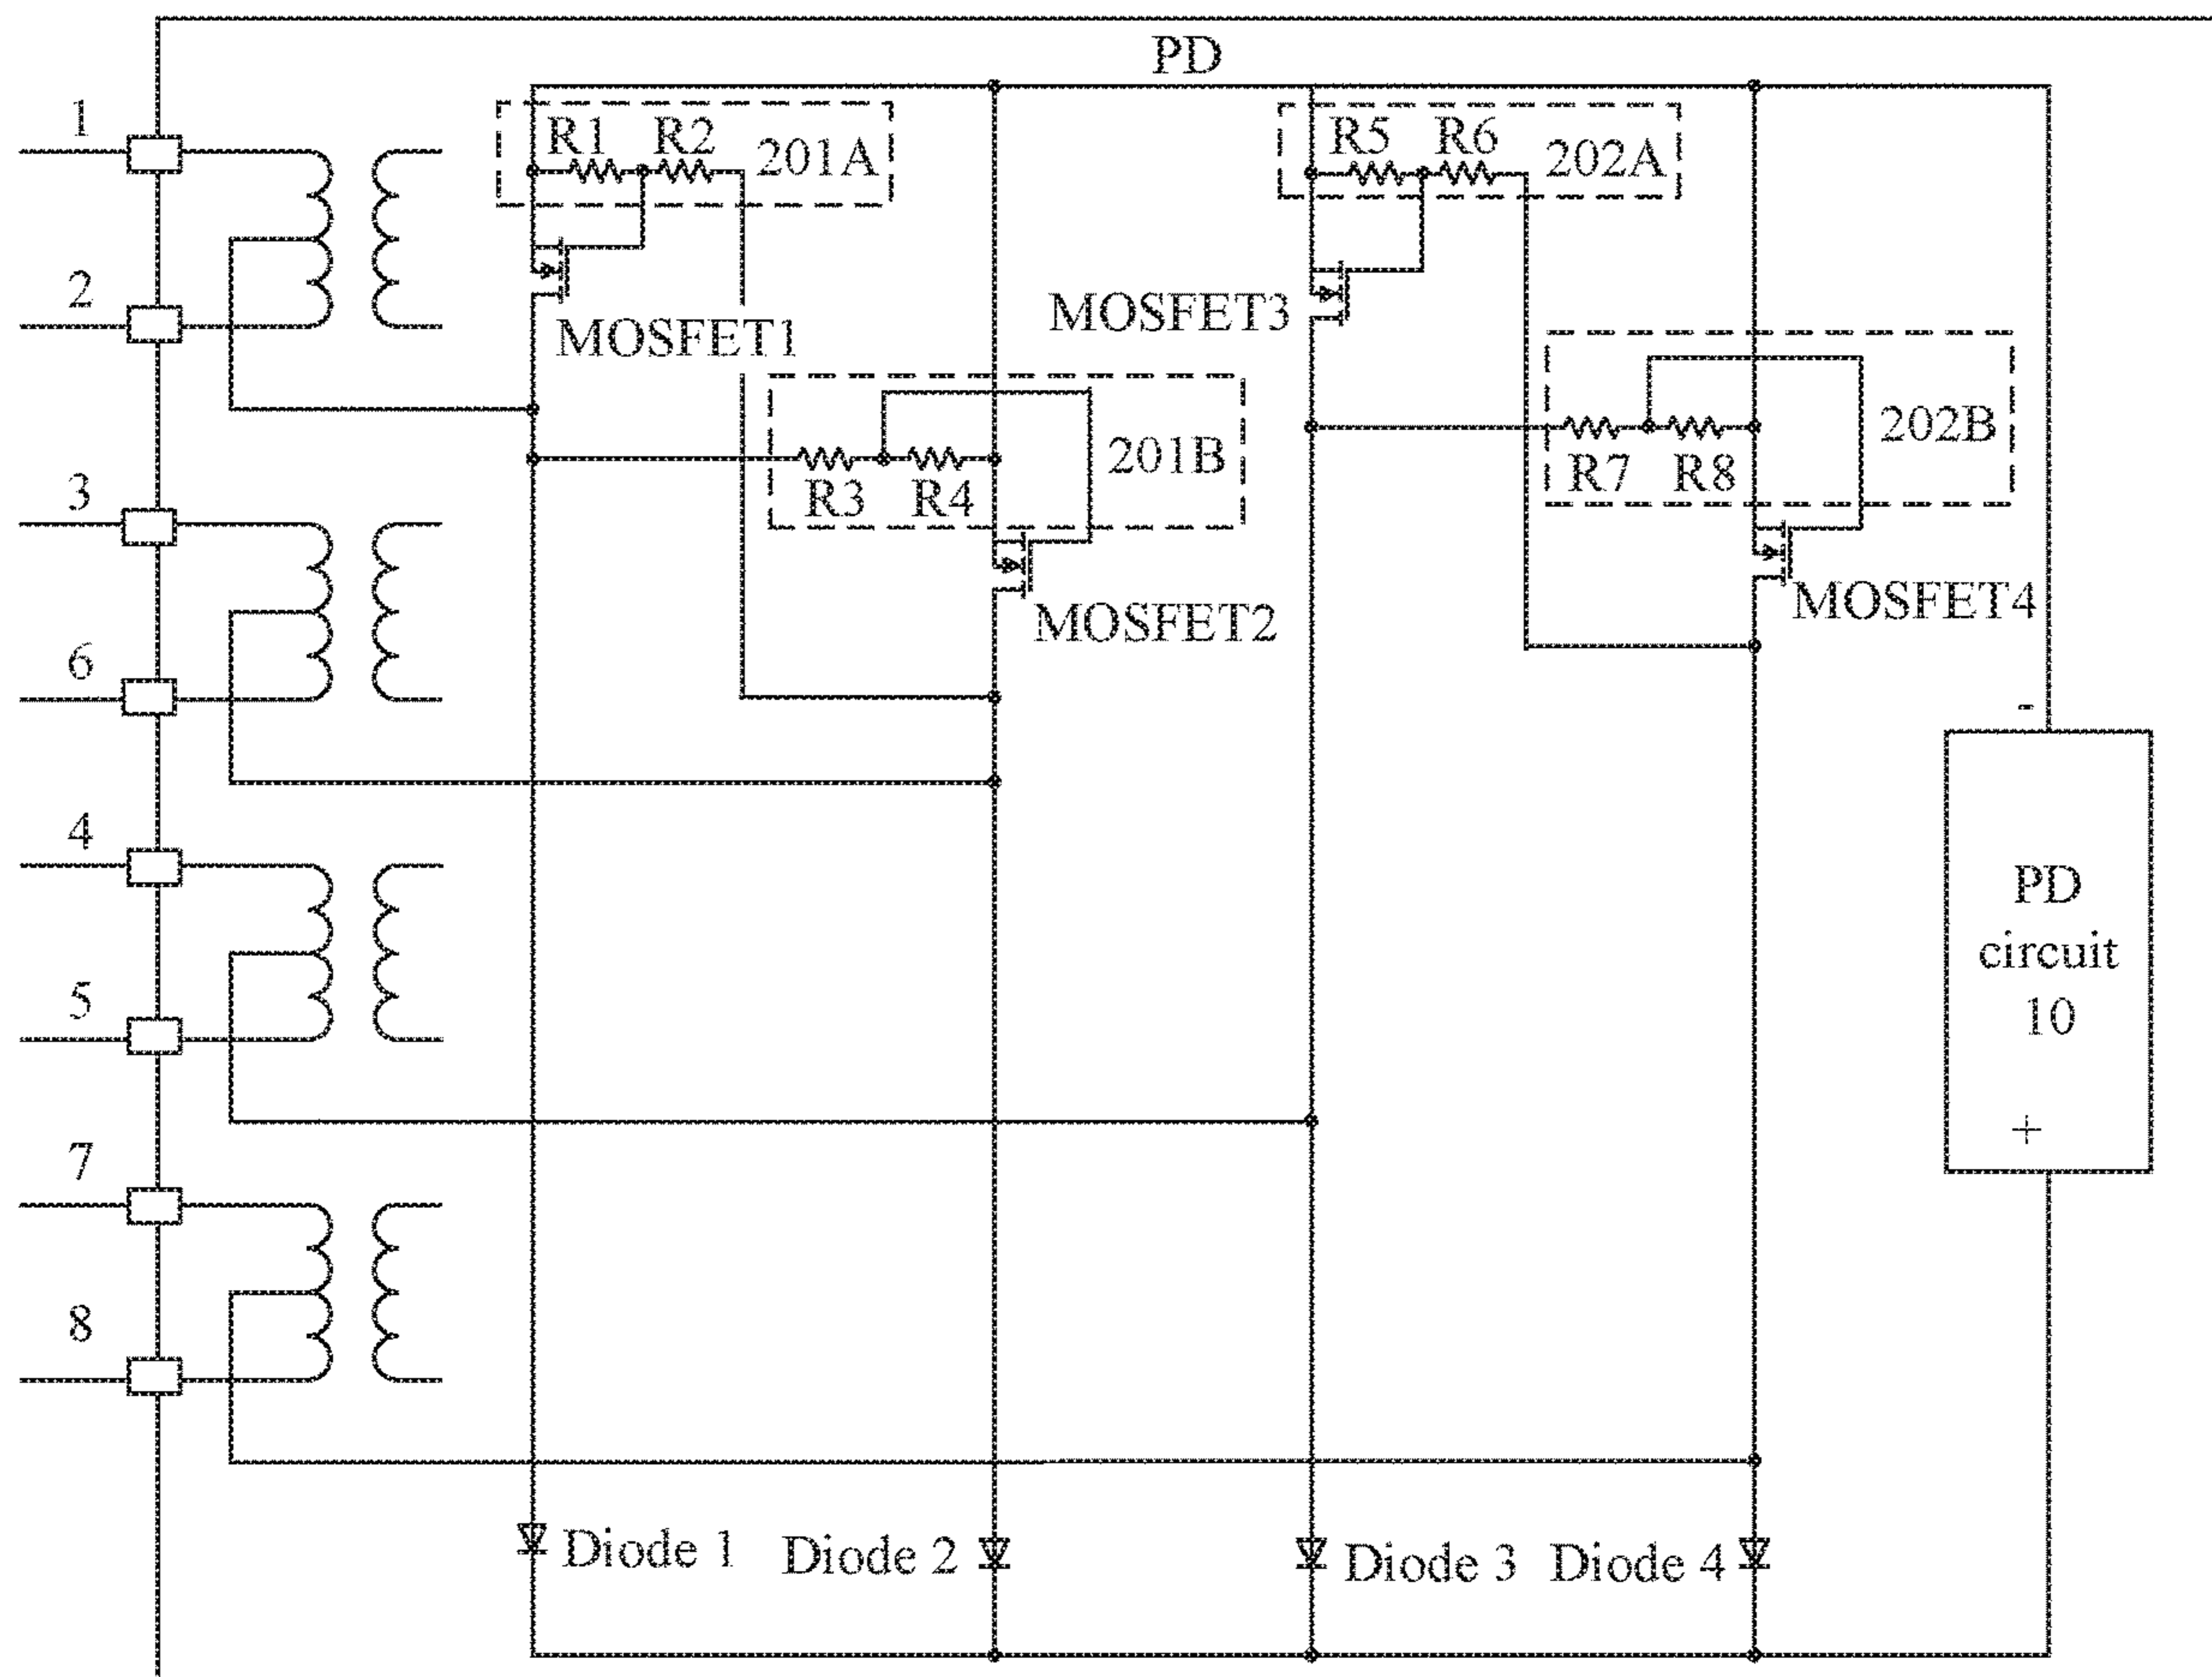 PD
1
R1
R2
201A
R5
R6
202A
2
MOSFET1
MOSFET3
3
R3
R4
201B
R7
R8
202B
6
MOSFET2
MOSFET4
-
4
PD
circuit
10
5
+
7
8
Diode 1
Diode 2
Diode 3
Diode 4